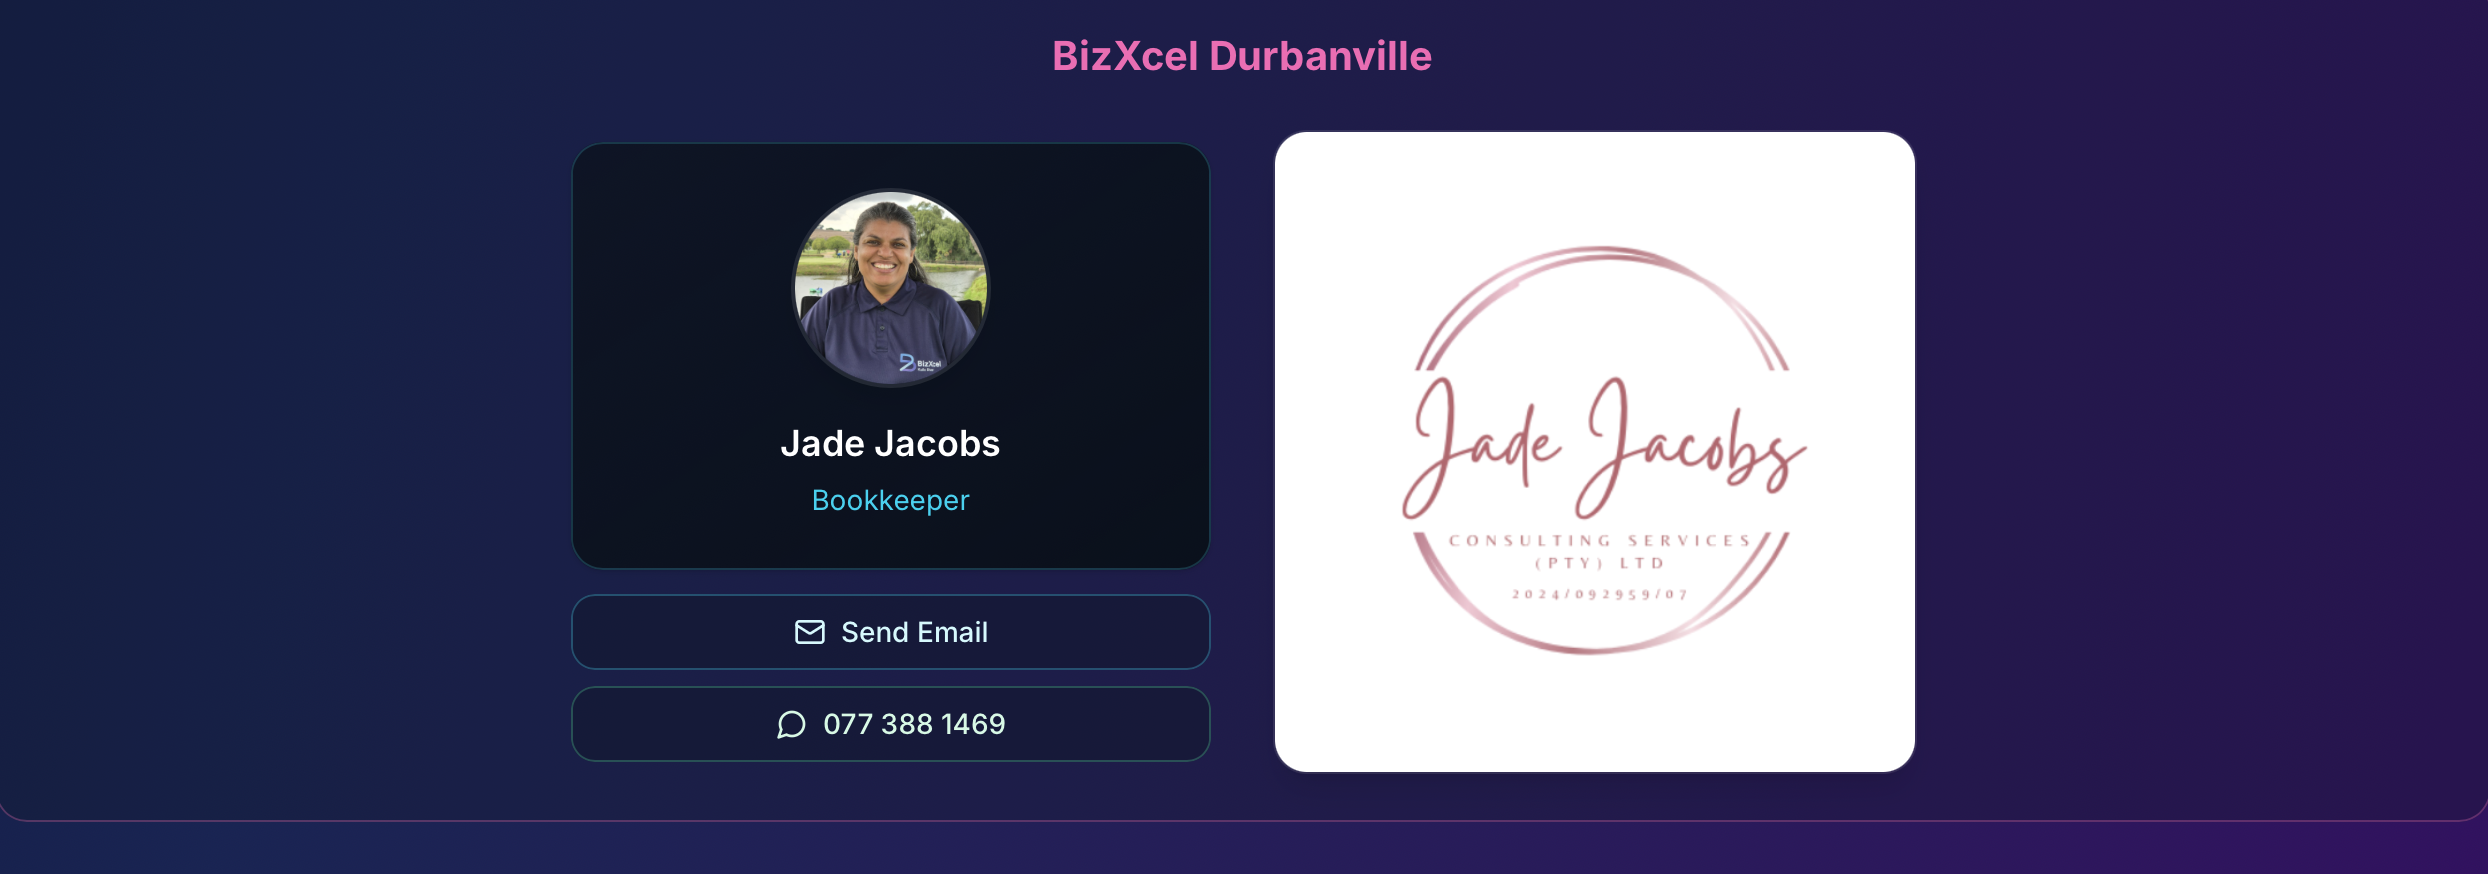 BizXcel Durbanville
BizXcel
Jade Jacobs
Bookkeeper
Send Email
077 388 1469
Jade Jacobs
CONSULTING SERVICES
(PTY) LTD
2024/092959/07